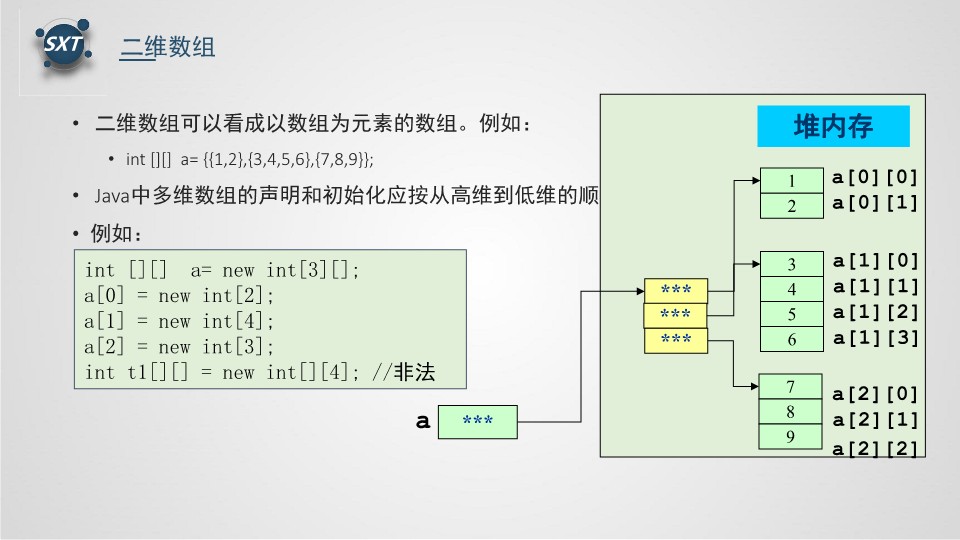 SXT
二维数组
• 二维数组可以看成以数组为元素的数组。例如：
• int [][] a= {{1,2},{3,4,5,6},{7,8,9}};
• Java中多维数组的声明和初始化应按从高维到低维的顺
• 例如：
int [][] a= new int[3][];
a[0] = new int[2];
a[1] = new int[4];
a[2] = new int[3];
int t1[][] = new int[][4]; //非法
a ***
堆内存
***
***
***
1 a[0][0]
2 a[0][1]
3 a[1][0]
4 a[1][1]
5 a[1][2]
6 a[1][3]
7 a[2][0]
8 a[2][1]
9 a[2][2]